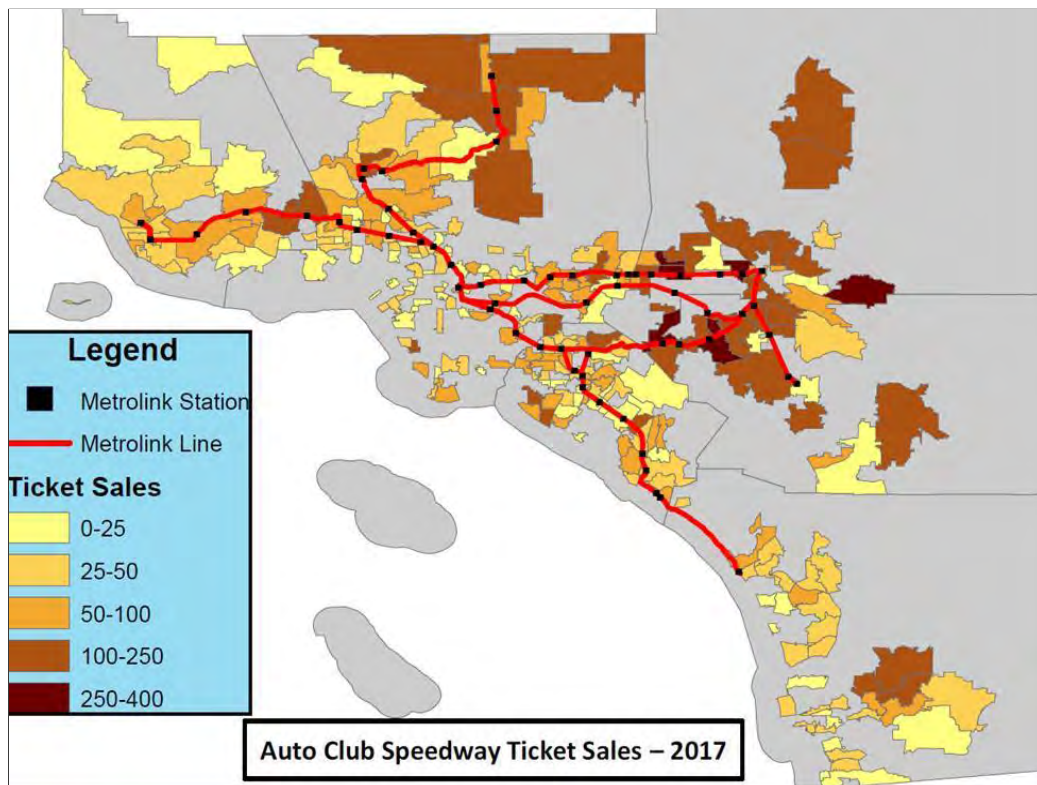 Legend
Metrolink Station
Metrolink Line
Ticket Sales
0-25
25-50
50-100
100-250
250-400
Auto Club Speedway Ticket Sales – 2017